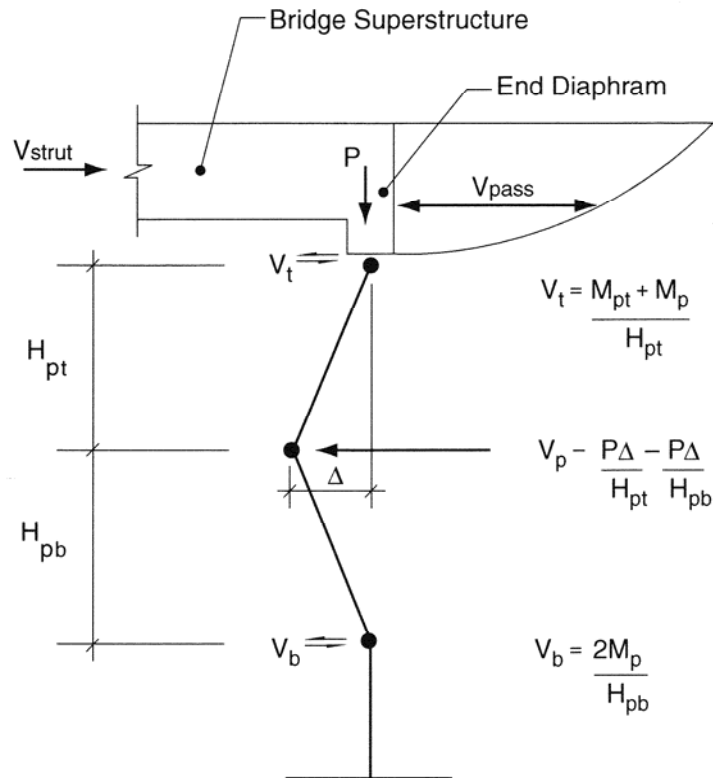 Bridge Superstructure
End Diaphram
Vstrut
P
Vpass
Vt
Vt = Mpt + Mp
Hpt
Hpt
Δ
Vp - PΔ - PΔ
Hpt Hpb
Hpb
Vb
Vb = 2Mp
Hpb